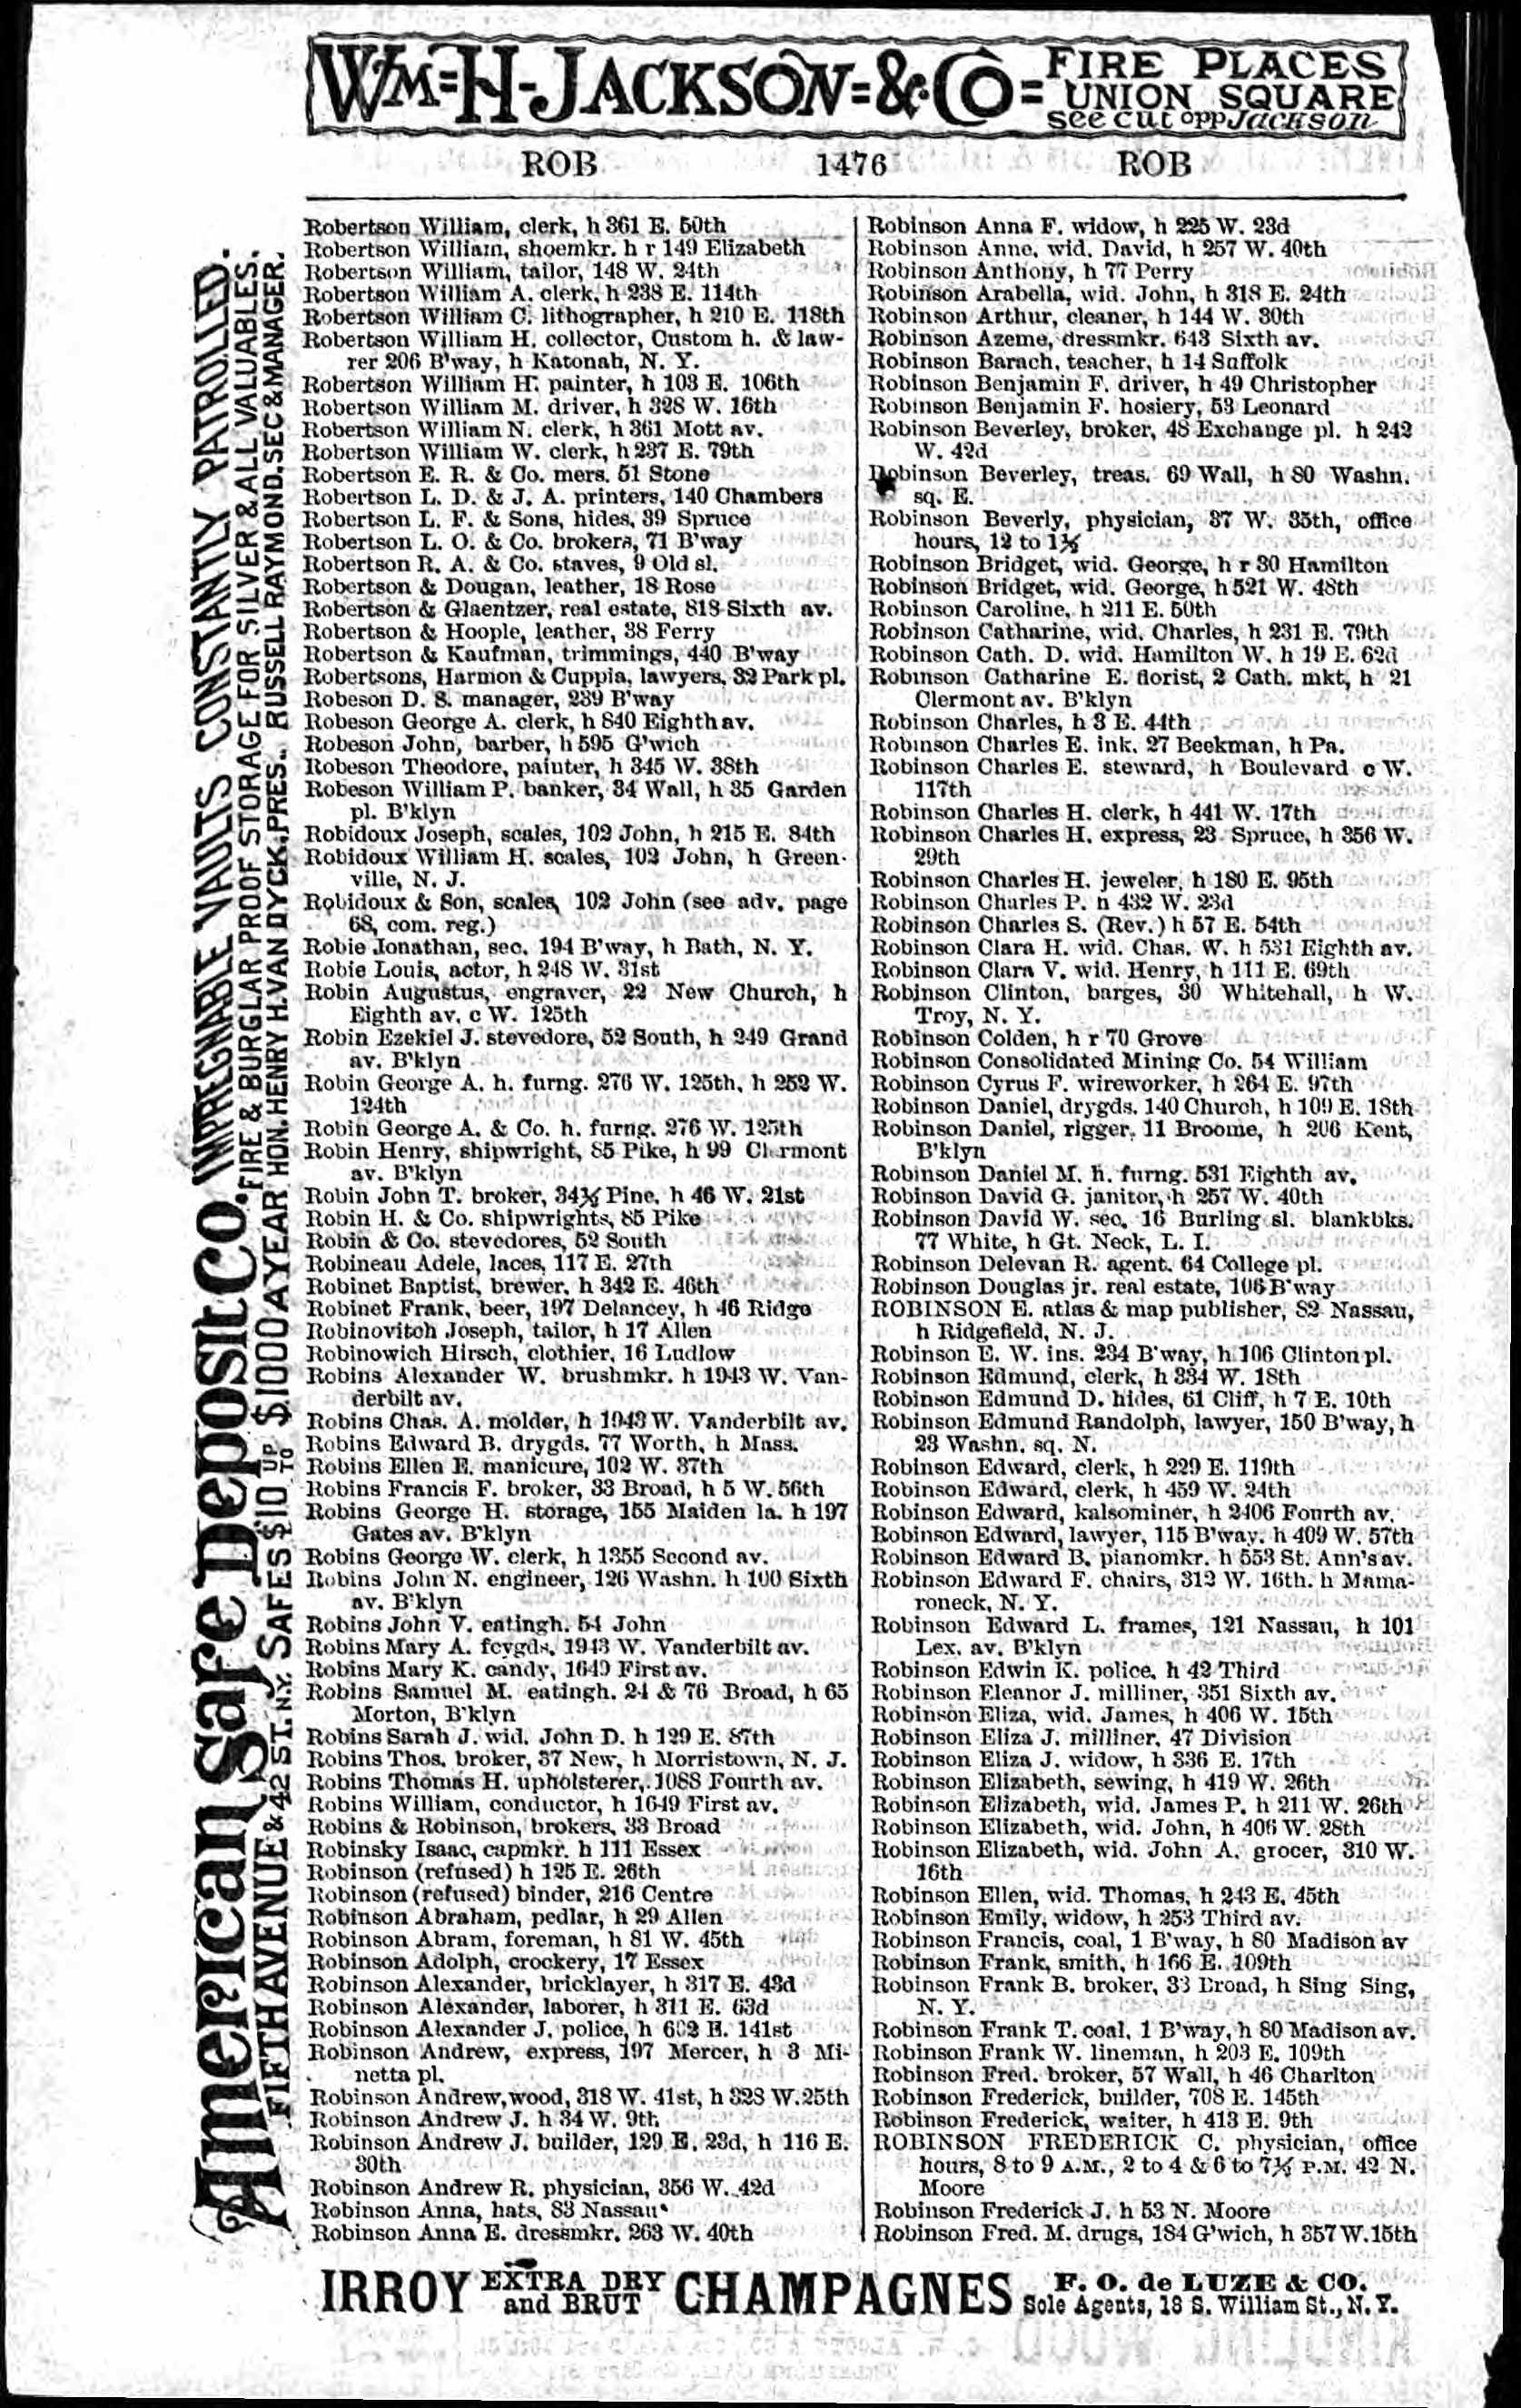 WM=H-JACKSON=&CO= FIRE PLACES
UNION SQUARE
see cut opp Jackson
ROB 1476 ROB
Robertson William, clerk, h 361 E. 50th
Robertson William, shoemkr. h r 149 Elizabeth
Robertson William, tailor, 148 W. 24th
Robertson William A. clerk, h 238 E. 114th
Robertson William C. lithographer, h 210 E. 118th
Robertson William H. collector, Custom h. & law-
rer 206 B'way, h Katonah, N. Y.
Robertson William H. painter, h 103 E. 106th
Robertson William M. driver, h 328 W. 16th
Robertson William N. clerk, h 361 Mott av.
Robertson William W. clerk, h 237 E. 79th
Robertson E. R. & Co. mers. 51 Stone
Robertson L. D. & J. A. printers, 140 Chambers
Robertson L. F. & Sons, hides, 39 Spruce
Robertson L. O. & Co. brokers, 71 B'way
Robertson R. A. & Co. staves, 9 Old sl.
Robertson & Dougan, leather, 18 Rose
Robertson & Glaentzer, real estate, 818 Sixth av.
Robertson & Hoople, leather, 38 Ferry
Robertson & Kaufman, trimmings, 440 B'way
Robertsons, Harmon & Cuppia, lawyers, 32 Park pl.
Robeson D. S. manager, 239 B'way
Robeson George A. clerk, h 840 Eighth av.
Robeson John, barber, h 595 G'wich
Robeson Theodore, painter, h 345 W. 38th
Robeson William P. banker, 34 Wall, h 35 Garden
pl. B'klyn
Robidoux Joseph, scales, 102 John, h 215 E. 84th
Robidoux William H. scales, 102 John, h Green-
ville, N. J.
Robidoux & Son, scales, 102 John (see adv. page
68, com. reg.)
Robie Jonathan, sec. 194 B'way, h Bath, N. Y.
Robie Louis, actor, h 248 W. 31st
Robin Augustus, engraver, 22 New Church, h
Eighth av. c W. 125th
Robin Ezekiel J. stevedore, 52 South, h 249 Grand
av. B'klyn
Robin George A. h. furng. 276 W. 125th, h 252 W.
124th
Robin George A. & Co. h. furng. 276 W. 125th
Robin Henry, shipwright, 85 Pike, h 99 Clermont
av. B'klyn
Robin John T. broker, 34½ Pine, h 46 W. 21st
Robin H. & Co. shipwrights, 85 Pike
Robin & Co. stevedores, 52 South
Robineau Adele, laces, 117 E. 27th
Robinet Baptist, brewer, h 342 E. 46th
Robinet Frank, beer, 197 Delancey, h 46 Ridge
Robinovitch Joseph, tailor, h 17 Allen
Robinowich Hirsch, clothier, 16 Ludlow
Robins Alexander W. brushmkr. h 1943 W. Van-
derbilt av.
Robins Chas. A. molder, h 1943 W. Vanderbilt av.
Robins Edward B. drygds. 77 Worth, h Mass.
Robins Ellen E. manicure, 102 W. 37th
Robins Francis F. broker, 33 Broad, h 5 W. 56th
Robins George H. storage, 155 Maiden la. h 197
Gates av. B'klyn
Robins George W. clerk, h 1355 Second av.
Robins John N. engineer, 126 Washn. h 100 Sixth
av. B'klyn
Robins John V. eatingh. 54 John
Robins Mary A. fcygds. 1943 W. Vanderbilt av.
Robins Mary K. candy, 1649 First av.
Robins Samuel M. eatingh. 24 & 76 Broad, h 65
Morton, B'klyn
Robins Sarah J. wid. John D. h 129 E. 87th
Robins Thos. broker, 37 New, h Morristown, N. J.
Robins Thomas H. upholsterer, 1088 Fourth av.
Robins William, conductor, h 1649 First av.
Robins & Robinson, brokers, 33 Broad
Robinsky Isaac, capmkr. h 111 Essex
Robinson (refused) h 125 E. 26th
Robinson (refused) binder, 216 Centre
Robinson Abraham, pedlar, h 29 Allen
Robinson Abram, foreman, h 81 W. 45th
Robinson Adolph, crockery, 17 Essex
Robinson Alexander, bricklayer, h 317 E. 43d
Robinson Alexander, laborer, h 311 E. 63d
Robinson Alexander J. police, h 602 E. 141st
Robinson Andrew, express, 197 Mercer, h 3 Mi-
netta pl.
Robinson Andrew, wood, 318 W. 41st, h 328 W. 25th
Robinson Andrew J. h 34 W. 9th
Robinson Andrew J. builder, 129 E. 23d, h 116 E.
30th
Robinson Andrew R. physician, 356 W. 42d
Robinson Anna, hats, 83 Nassau
Robinson Anna E. dressmkr. 263 W. 40th
Robinson Anna F. widow, h 225 W. 23d
Robinson Anne, wid. David, h 257 W. 40th
Robinson Anthony, h 77 Perry
Robinson Arabella, wid. John, h 318 E. 24th
Robinson Arthur, cleaner, h 144 W. 30th
Robinson Azeme, dressmkr. 643 Sixth av.
Robinson Barach, teacher, h 14 Suffolk
Robinson Benjamin F. driver, h 49 Christopher
Robinson Benjamin F. hosiery, 53 Leonard
Robinson Beverley, broker, 48 Exchange pl. h 242
W. 42d
Robinson Beverley, treas. 69 Wall, h 80 Washn.
sq. E.
Robinson Beverly, physician, 37 W. 35th, office
hours, 12 to 1½
Robinson Bridget, wid. George, h r 30 Hamilton
Robinson Bridget, wid. George, h 521 W. 48th
Robinson Caroline, h 211 E. 50th
Robinson Catharine, wid. Charles, h 231 E. 79th
Robinson Cath. D. wid. Hamilton W. h 19 E. 62d
Robinson Catharine E. florist, 2 Cath. mkt, h 21
Clermont av. B'klyn
Robinson Charles, h 3 E. 44th
Robinson Charles E. ink. 27 Beekman, h Pa.
Robinson Charles E. steward, h Boulevard c W.
117th
Robinson Charles H. clerk, h 441 W. 17th
Robinson Charles H. express, 23 Spruce, h 356 W.
29th
Robinson Charles H. jeweler, h 180 E. 95th
Robinson Charles P. h 432 W. 23d
Robinson Charles S. (Rev.) h 57 E. 54th
Robinson Clara H. wid. Chas. W. h 531 Eighth av.
Robinson Clara V. wid. Henry, h 111 E. 69th
Robinson Clinton, barges, 30 Whitehall, h W.
Troy, N. Y.
Robinson Colden, h r 70 Grove
Robinson Consolidated Mining Co. 54 William
Robinson Cyrus F. wireworker, h 264 E. 97th
Robinson Daniel, drygds. 140 Church, h 109 E. 18th
Robinson Daniel, rigger, 11 Broome, h 206 Kent,
B'klyn
Robinson Daniel M. h. furng. 531 Eighth av.
Robinson David G. janitor, h 257 W. 40th
Robinson David W. sec. 16 Burling sl. blankbks.
77 White, h Gt. Neck, L. I.
Robinson Delevan R. agent. 64 College pl.
Robinson Douglas jr. real estate, 106 B'way
ROBINSON E. atlas & map publisher, 82 Nassau,
h Ridgefield, N. J.
Robinson E. W. ins. 234 B'way, h 106 Clinton pl.
Robinson Edmund, clerk, h 334 W. 18th
Robinson Edmund D. hides, 61 Cliff, h 7 E. 10th
Robinson Edmund Randolph, lawyer, 150 B'way, h
23 Washn. sq. N.
Robinson Edward, clerk, h 229 E. 119th
Robinson Edward, clerk, h 459 W. 24th
Robinson Edward, kalsominer, h 2406 Fourth av.
Robinson Edward, lawyer, 115 B'way, h 409 W. 57th
Robinson Edward B. pianomkr. h 553 St. Ann's av.
Robinson Edward F. chairs, 312 W. 16th. h Mama-
roneck, N. Y.
Robinson Edward L. frames, 121 Nassau, h 101
Lex. av. B'klyn
Robinson Edwin K. police, h 42 Third
Robinson Eleanor J. milliner, 351 Sixth av.
Robinson Eliza, wid. James, h 406 W. 15th
Robinson Eliza J. milliner, 47 Division
Robinson Eliza J. widow, h 336 E. 17th
Robinson Elizabeth, sewing, h 419 W. 26th
Robinson Elizabeth, wid. James P. h 211 W. 26th
Robinson Elizabeth, wid. John, h 406 W. 28th
Robinson Elizabeth, wid. John A. grocer, 310 W.
16th
Robinson Ellen, wid. Thomas, h 243 E. 45th
Robinson Emily, widow, h 253 Third av.
Robinson Francis, coal, 1 B'way, h 80 Madison av
Robinson Frank, smith, h 166 E. 109th
Robinson Frank B. broker, 33 Broad, h Sing Sing,
N. Y.
Robinson Frank T. coal, 1 B'way, h 80 Madison av.
Robinson Frank W. lineman, h 203 E. 109th
Robinson Fred. broker, 57 Wall, h 46 Charlton
Robinson Frederick, builder, 708 E. 145th
Robinson Frederick, waiter, h 413 E. 9th
ROBINSON FREDERICK C. physician, office
hours, 8 to 9 A.M., 2 to 4 & 6 to 7½ P.M. 42 N.
Moore
Robinson Frederick J. h 53 N. Moore
Robinson Fred. M. drugs, 184 G'wich, h 357 W. 15th
American Safe Deposit Co. IMPREGNABLE VAULTS CONSTANTLY PATROLLED.
FIRE & BURGLAR PROOF STORAGE FOR SILVER & ALL VALUABLES.
FIFTH AVENUE & 42 ST. N.Y. SAFES $10 UP TO $1000 A YEAR HON. HENRY H. VAN DYCK, PRES. RUSSELL RAYMOND, SEC & MANAGER.
IRROY EXTRA DRY and BRUT CHAMPAGNES F. O. de LUZE & CO.
Sole Agents, 18 S. William St., N. Y.